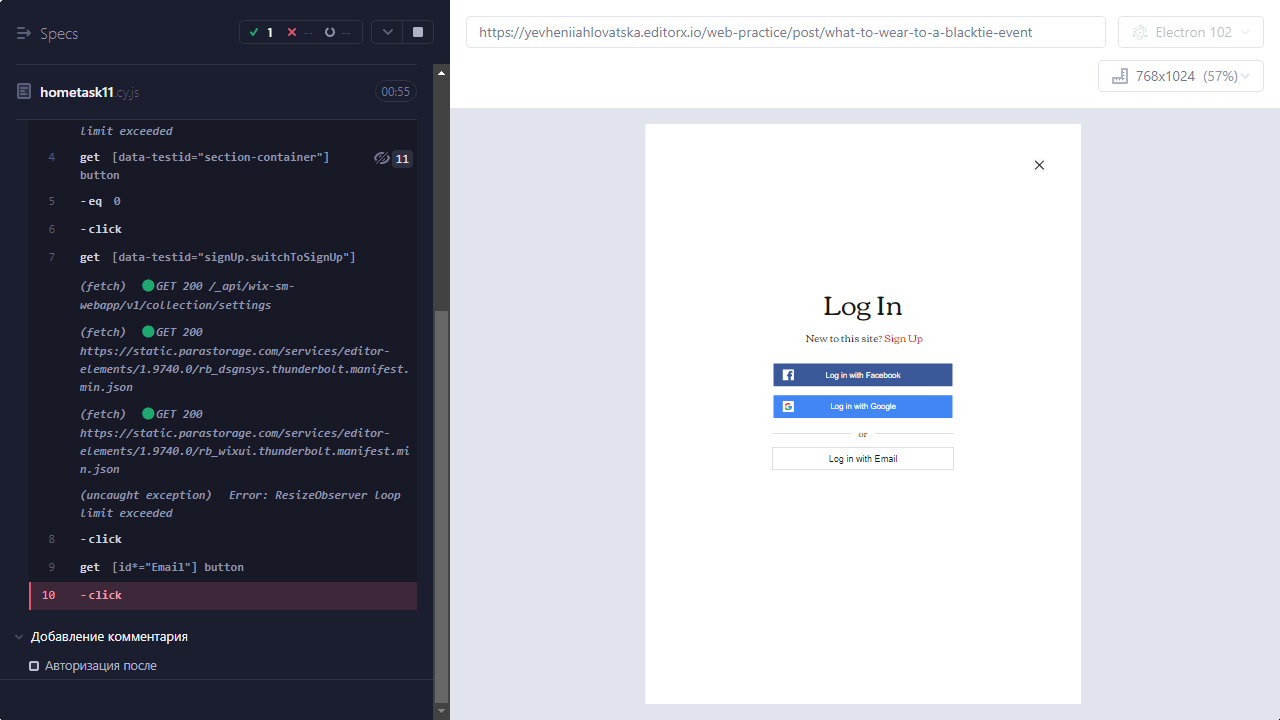 Specs
1
--
--
hometask11.cy.js
00:55
limit exceeded
4 get [data-testid="section-container"] 11
button
5 -eq 0
6 -click
7 get [data-testid="signUp.switchToSignUp"]
(fetch) GET 200 /_api/wix-sm-
webapp/v1/collection/settings
(fetch) GET 200
https://static.parastorage.com/services/editor-
elements/1.9740.0/rb_dsgnsys.thunderbolt.manifest.
min.json
(fetch) GET 200
https://static.parastorage.com/services/editor-
elements/1.9740.0/rb_wixui.thunderbolt.manifest.mi
n.json
(uncaught exception) Error: ResizeObserver loop
limit exceeded
8 -click
9 get [id*="Email"] button
10 -click
Добавление комментария
Авторизация после
https://yevheniiahlovatska.editorx.io/web-practice/post/what-to-wear-to-a-blacktie-event
Electron 102
768x1024 (57%)
Log In
New to this site? Sign Up
Log in with Facebook
Log in with Google
or
Log in with Email